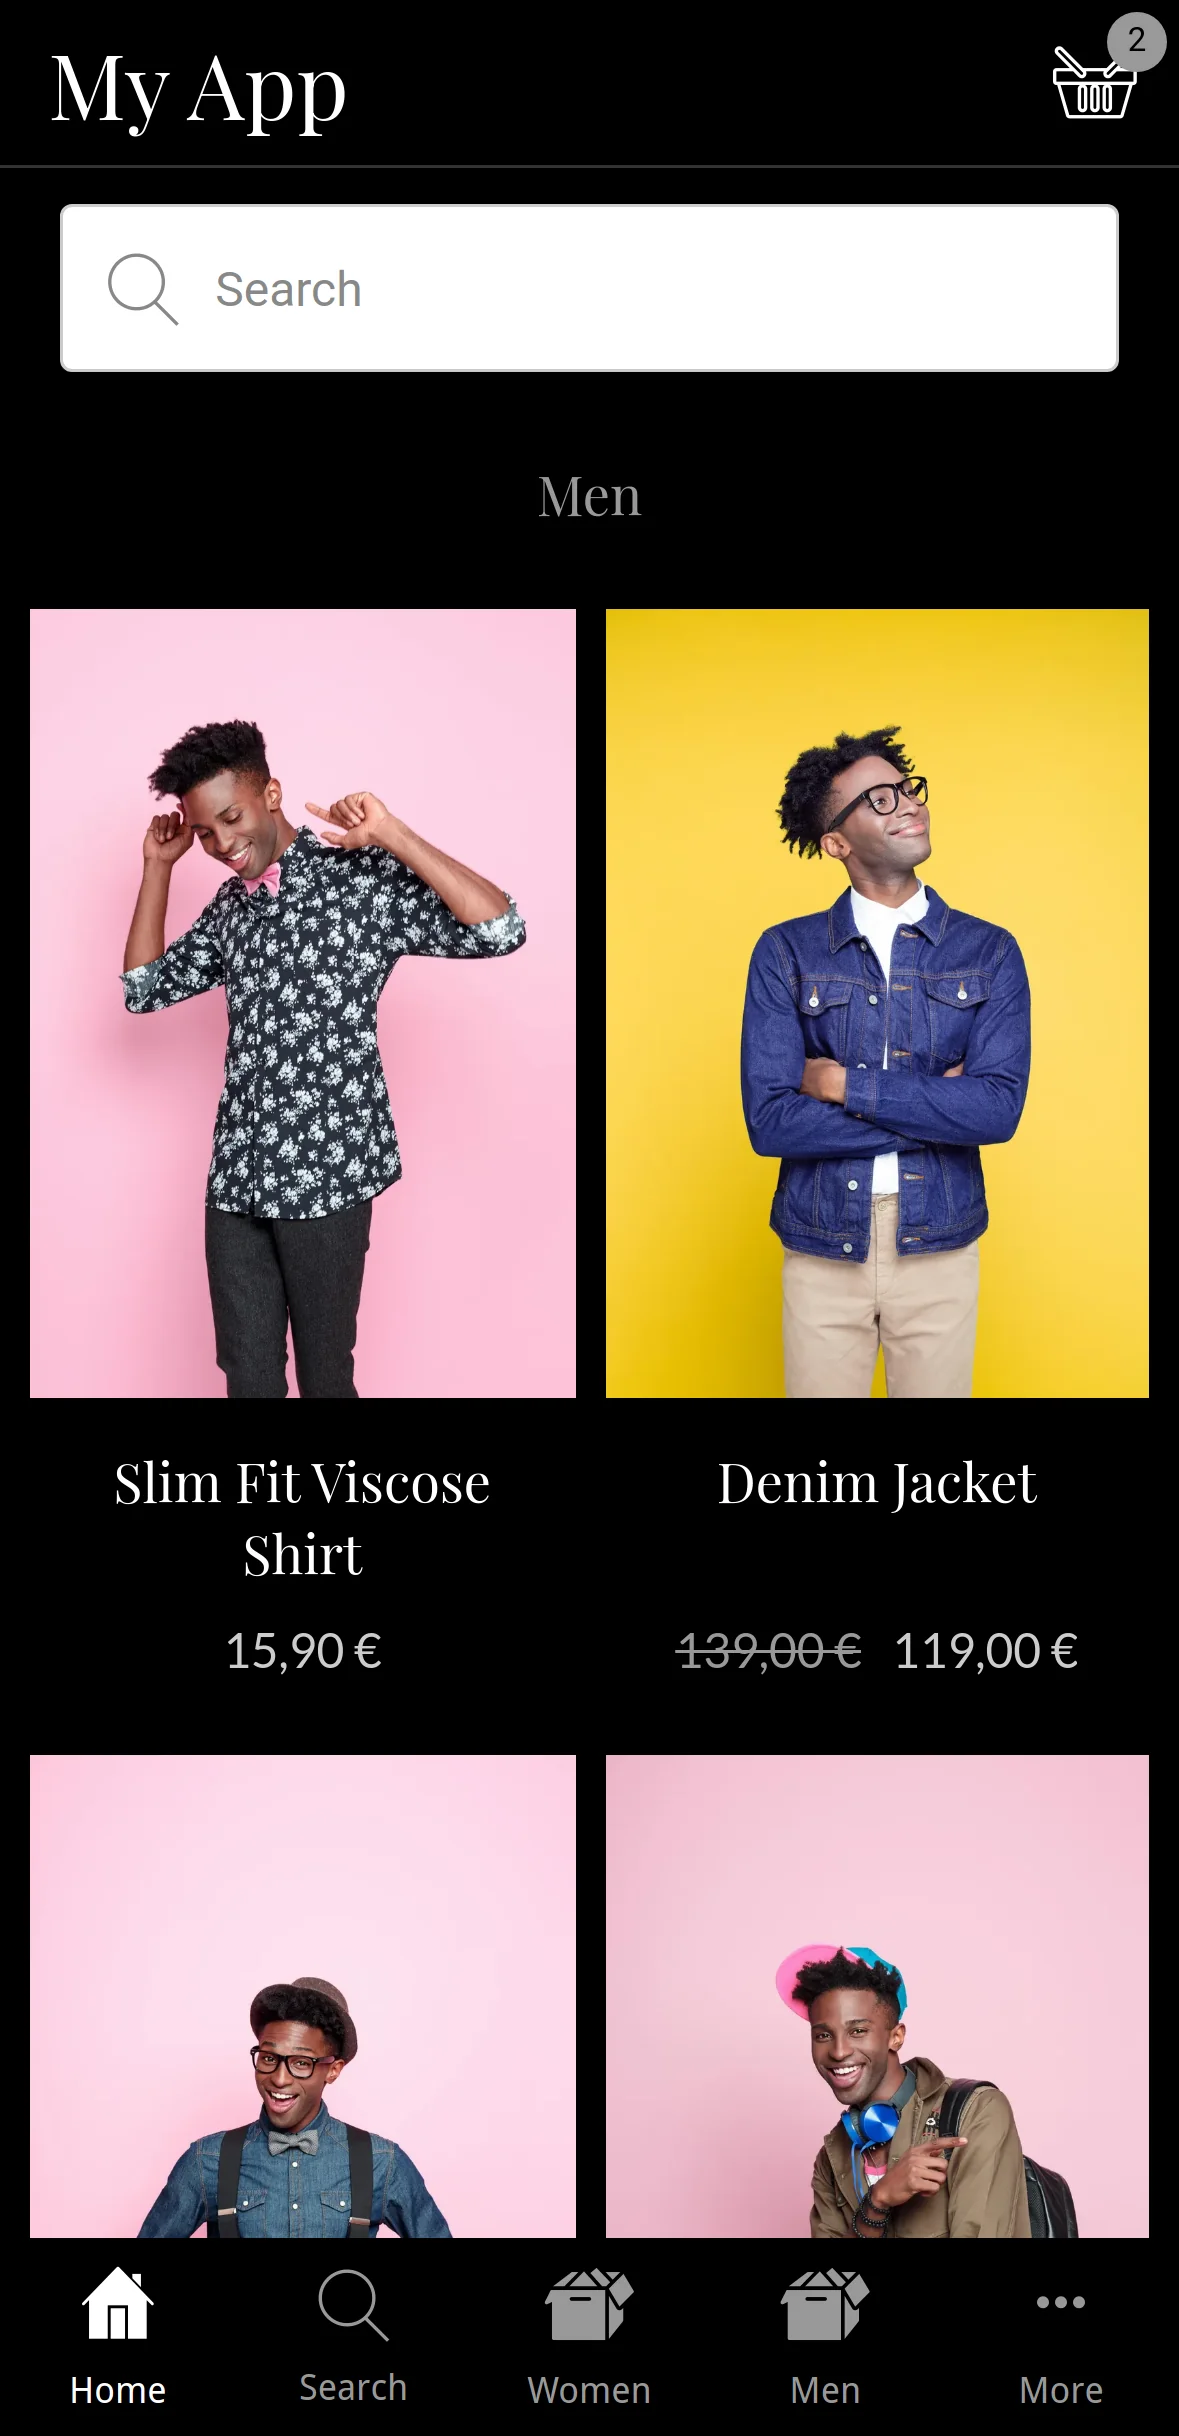 My App
2
Search
Men
Slim Fit Viscose
Shirt
15,90 €
Denim Jacket
139,00 € 119,00 €
Home
Search
Women
Men
More